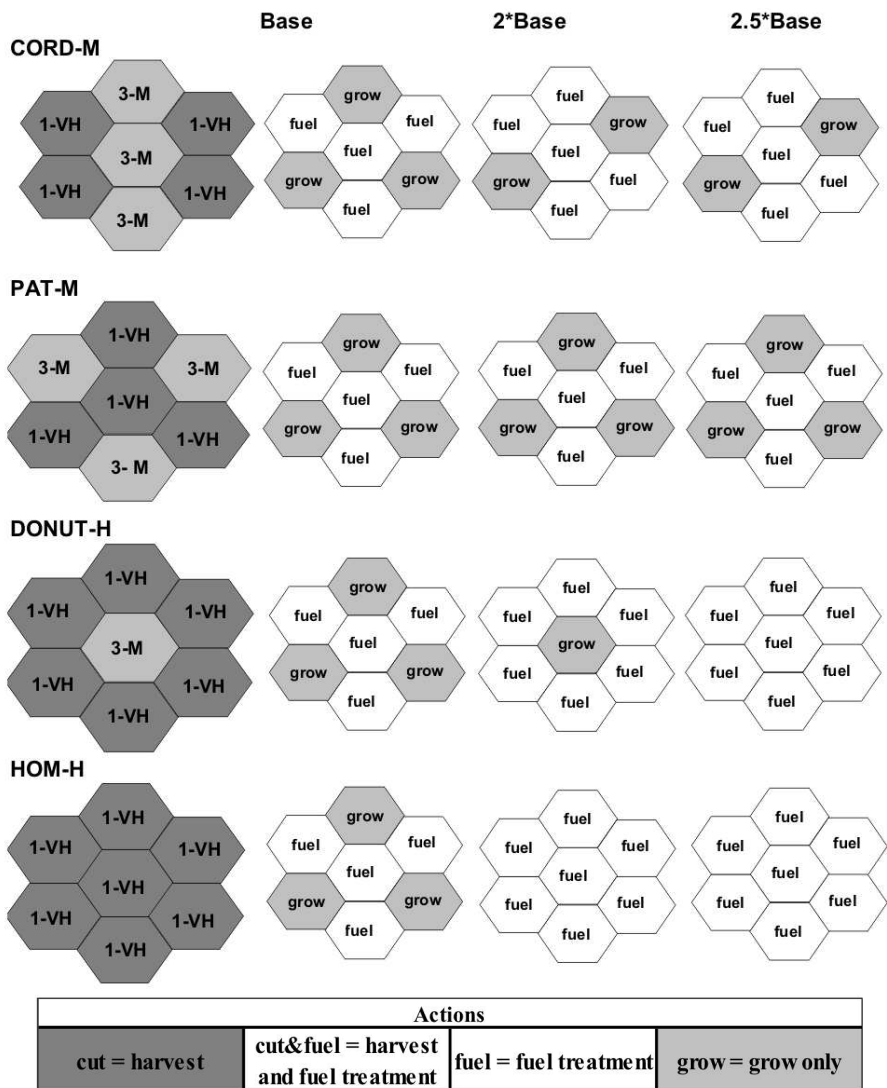 Base 2*Base 2.5*Base
CORD-M
3-M grow fuel fuel
1-VH 1-VH fuel fuel fuel grow fuel grow
3-M fuel fuel fuel
1-VH 1-VH grow grow grow fuel grow fuel
3-M fuel fuel fuel
PAT-M
1-VH grow grow grow
3-M 3-M fuel fuel fuel fuel fuel fuel
1-VH fuel fuel fuel
1-VH 1-VH grow grow grow grow grow grow
3- M fuel fuel fuel
DONUT-H
1-VH grow fuel fuel
1-VH 1-VH fuel fuel fuel fuel fuel fuel
3-M fuel grow fuel
1-VH 1-VH grow grow fuel fuel fuel fuel
1-VH fuel fuel fuel
HOM-H
1-VH grow fuel fuel
1-VH 1-VH fuel fuel fuel fuel fuel fuel
1-VH fuel fuel fuel
1-VH 1-VH grow grow fuel fuel fuel fuel
1-VH fuel fuel fuel
Actions
cut = harvest
cut&fuel = harvest
and fuel treatment
fuel = fuel treatment
grow = grow only